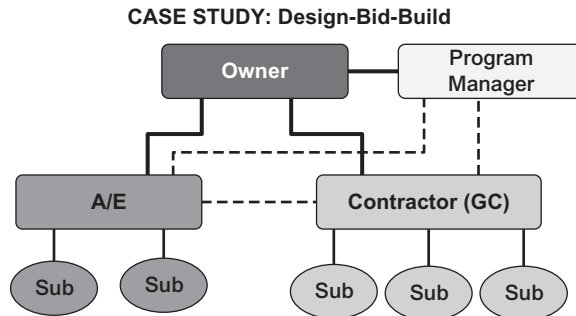 CASE STUDY: Design-Bid-Build
Owner
Program
Manager
A/E
Contractor (GC)
Sub
Sub
Sub
Sub
Sub